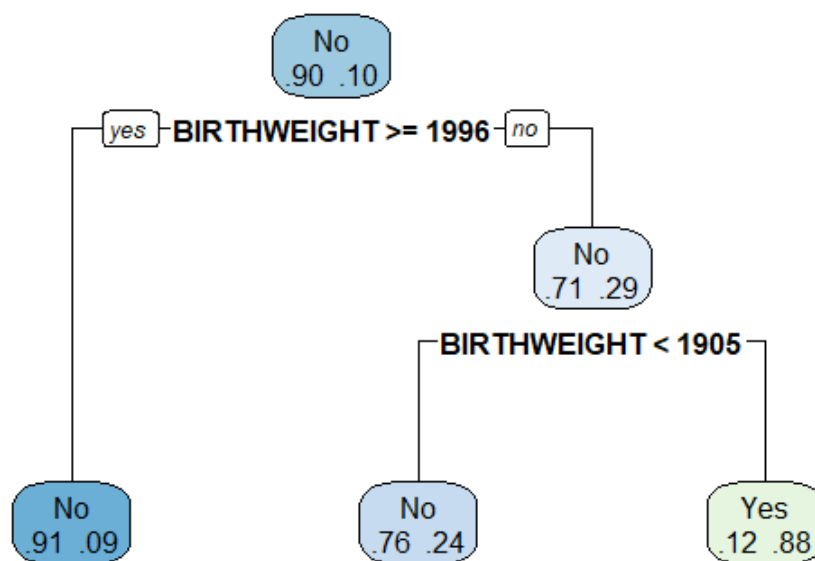 No
.90 .10
yes BIRTHWEIGHT >= 1996 no
No
.71 .29
BIRTHWEIGHT < 1905
No No Yes
.91 .09 .76 .24 .12 .88